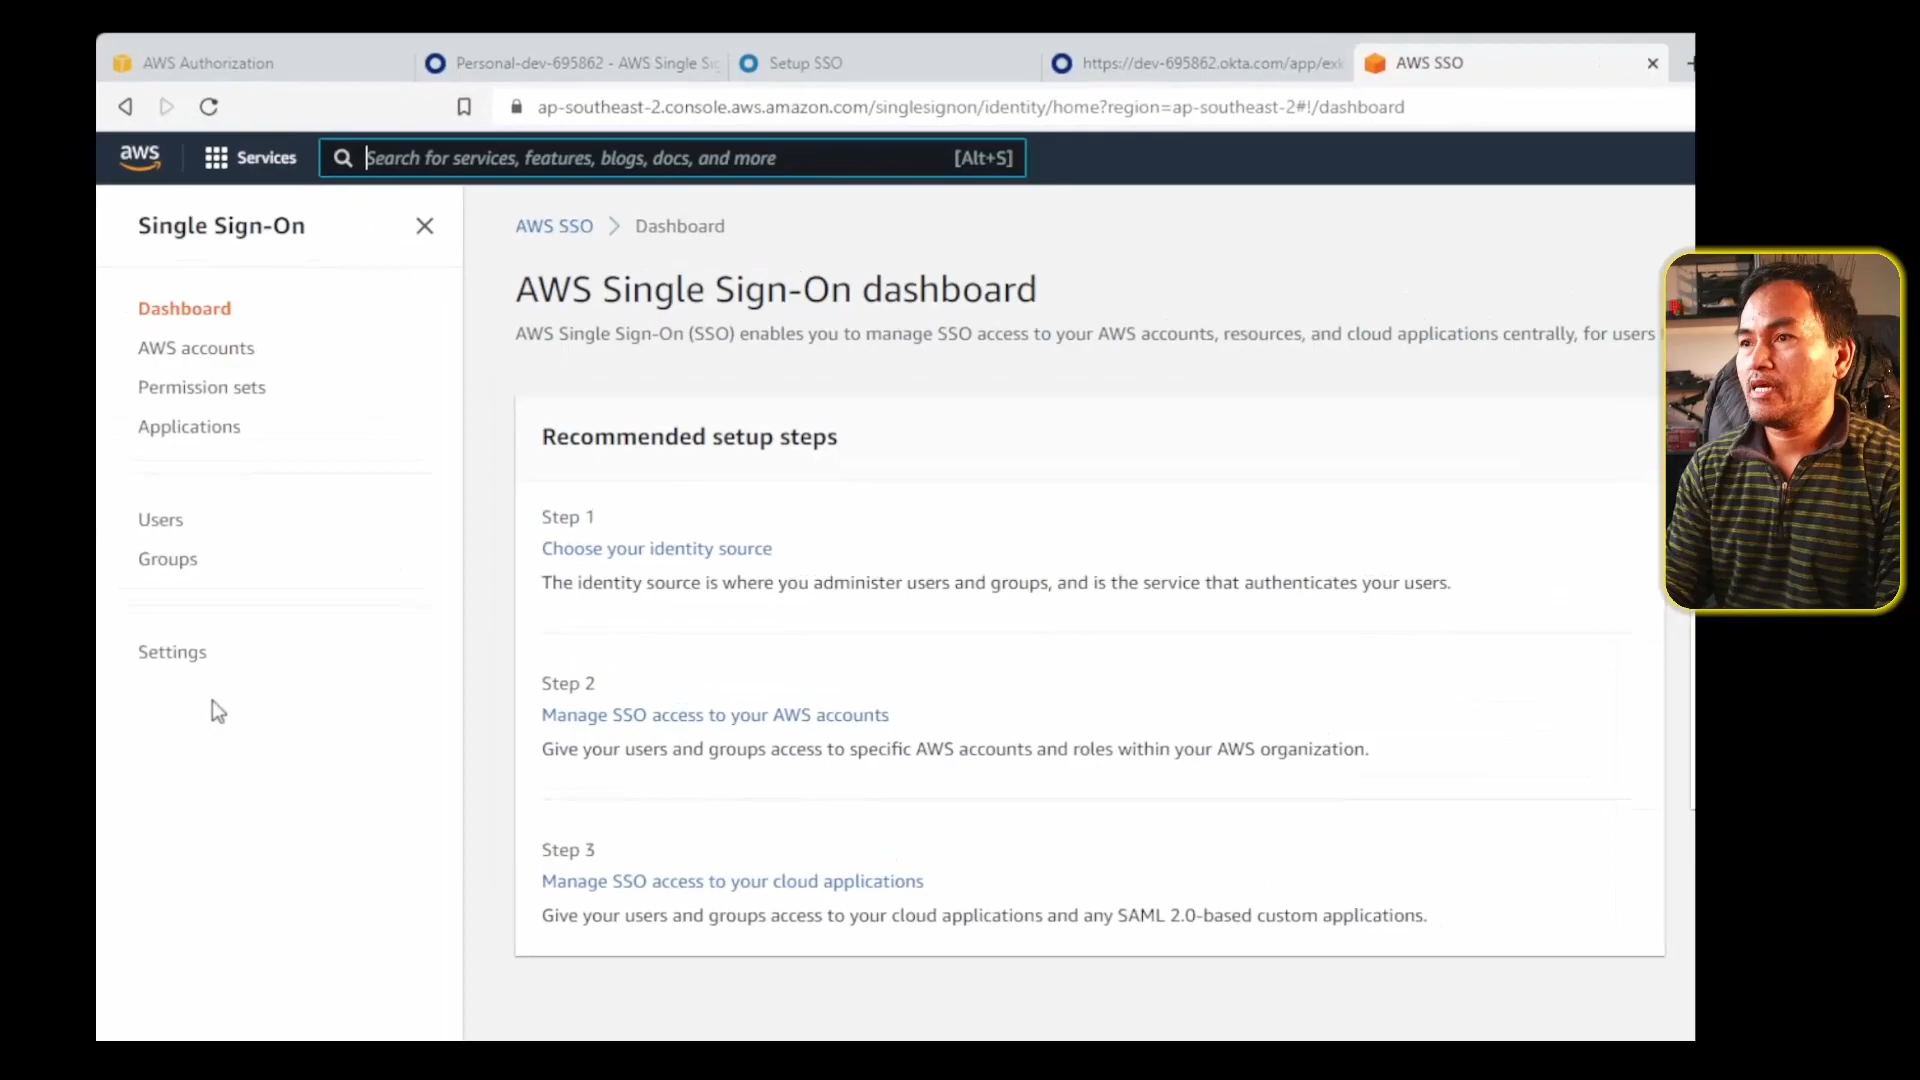 AWS Authorization
Personal-dev-695862 - AWS Single Si
Setup SSO
https://dev-695862.okta.com/app/exk
AWS SSO
ap-southeast-2.console.aws.amazon.com/singlesignon/identity/home?region=ap-southeast-2#!/dashboard
aws
Services
Search for services, features, blogs, docs, and more
[Alt+S]
Single Sign-On
Dashboard
AWS accounts
Permission sets
Applications
Users
Groups
Settings
AWS SSO > Dashboard
AWS Single Sign-On dashboard
AWS Single Sign-On (SSO) enables you to manage SSO access to your AWS accounts, resources, and cloud applications centrally, for users
Recommended setup steps
Step 1
Choose your identity source
The identity source is where you administer users and groups, and is the service that authenticates your users.
Step 2
Manage SSO access to your AWS accounts
Give your users and groups access to specific AWS accounts and roles within your AWS organization.
Step 3
Manage SSO access to your cloud applications
Give your users and groups access to your cloud applications and any SAML 2.0-based custom applications.